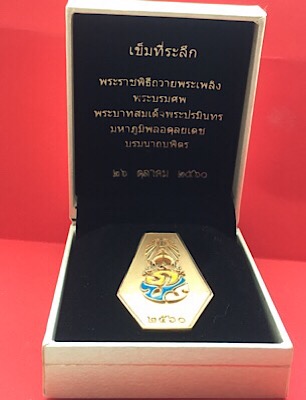 เข็มที่ระลึก
พระราชพิธีถวายพระเพลิง
พระบรมศพ
พระบาทสมเด็จพระปรมินทร
มหาภูมิพลอดุลยเดช
บรมนาถบพิตร
๒๖ ตุลาคม ๒๕๖๐
๒๕๖๐